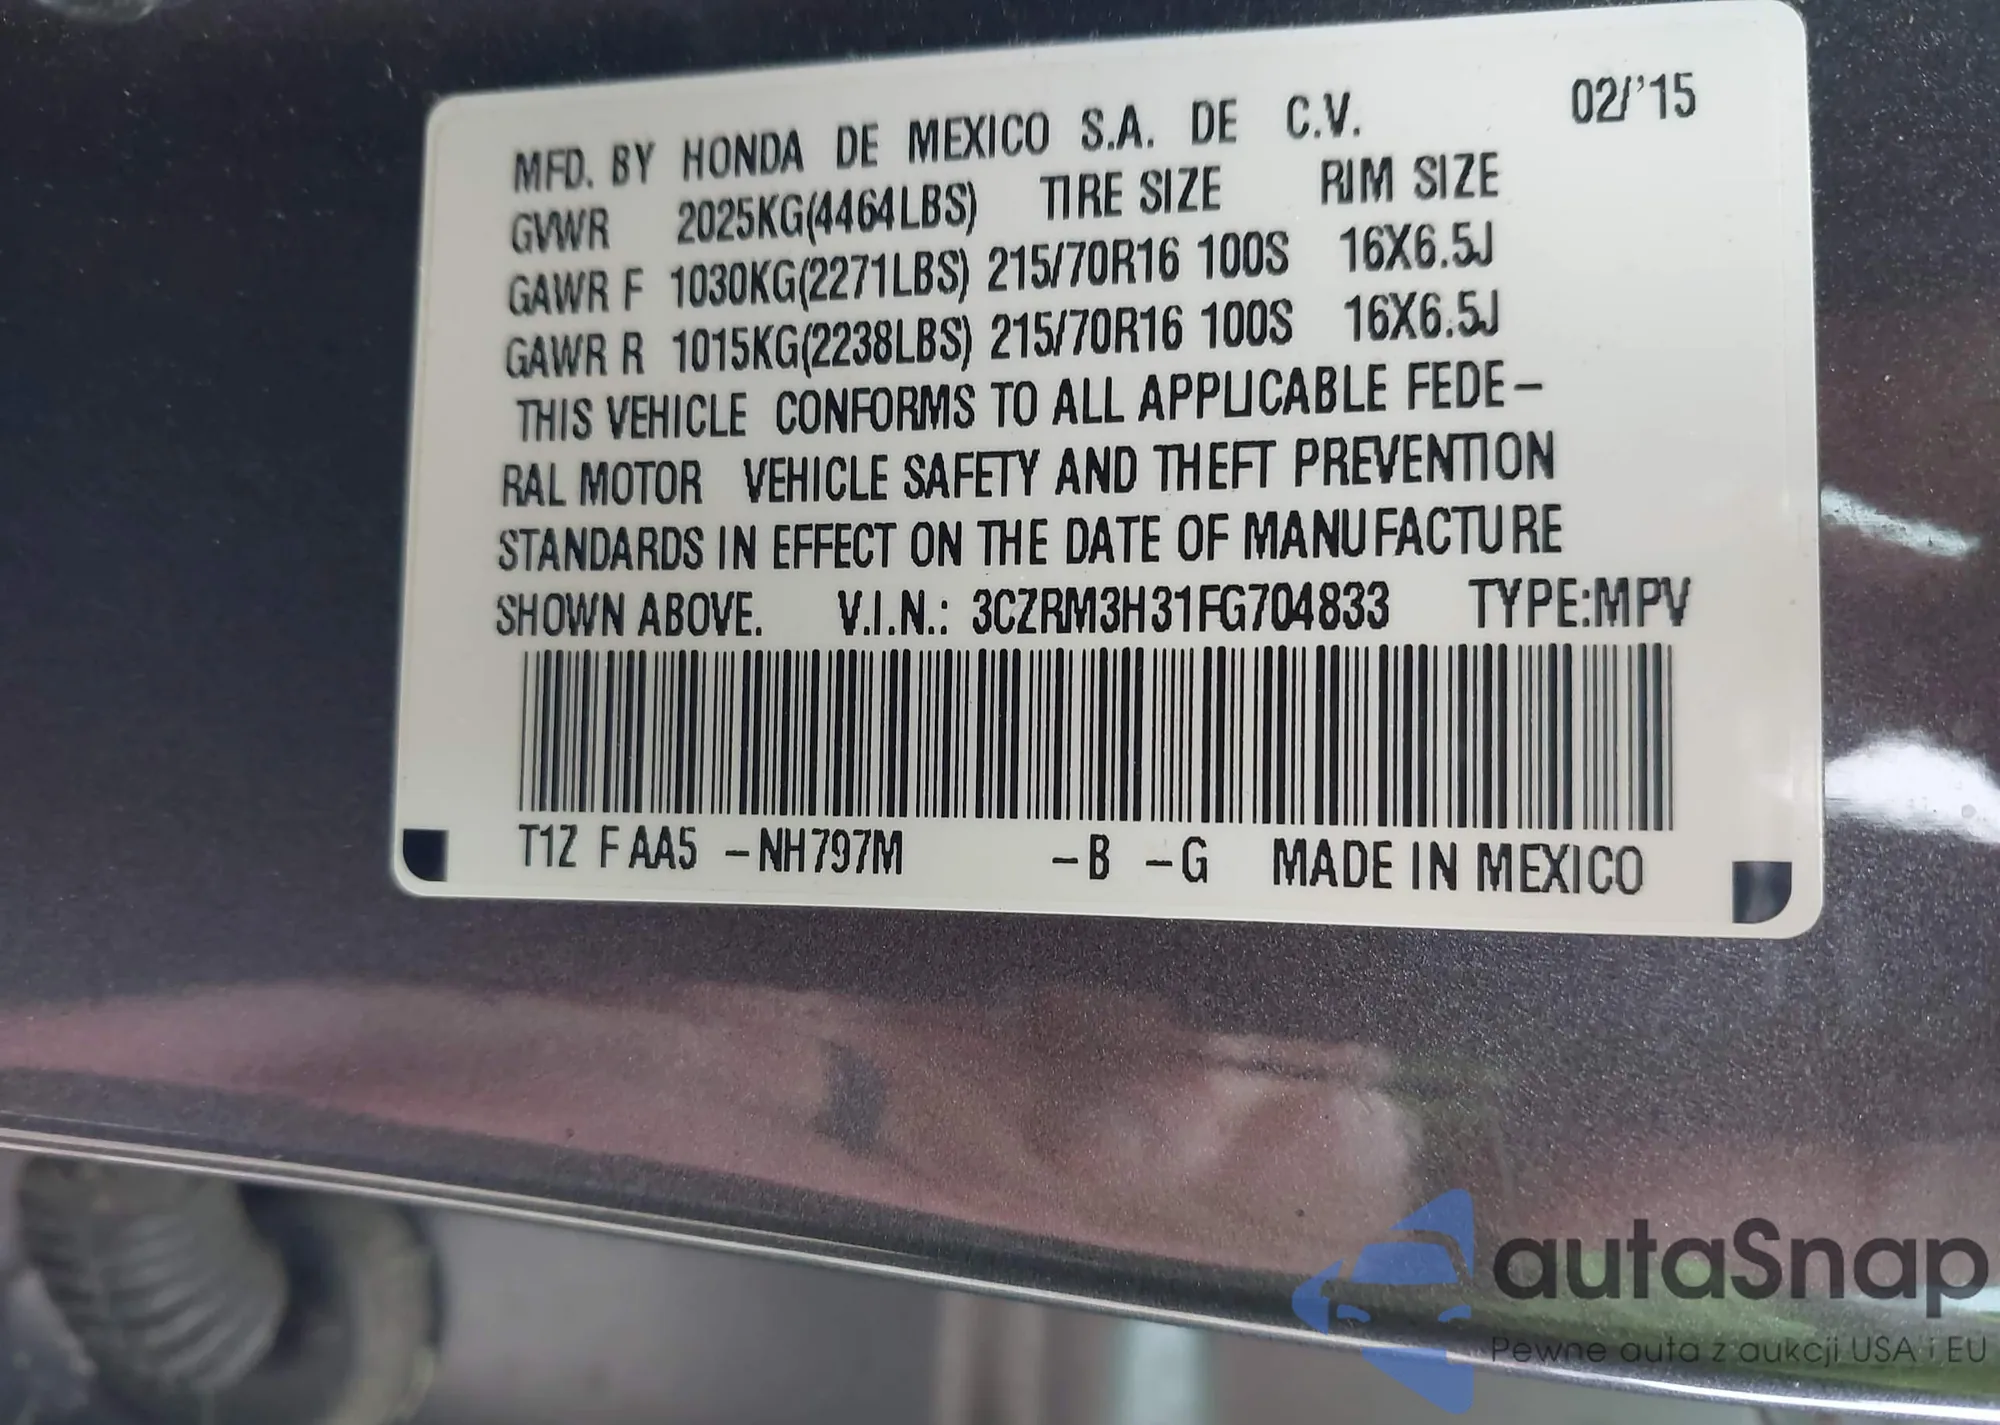 MFD. BY HONDA DE MEXICO S.A. DE C.V. 02/'15
GVWR 2025KG(4464LBS) TIRE SIZE RIM SIZE
GAWR F 1030KG(2271LBS) 215/70R16 100S 16X6.5J
GAWR R 1015KG(2238LBS) 215/70R16 100S 16X6.5J
THIS VEHICLE CONFORMS TO ALL APPLICABLE FEDE-
RAL MOTOR VEHICLE SAFETY AND THEFT PREVENTION
STANDARDS IN EFFECT ON THE DATE OF MANUFACTURE
SHOWN ABOVE. V.I.N.: 3CZRM3H31FG704833 TYPE:MPV
T1Z F AA5 -NH797M -B -G MADE IN MEXICO
autaSnap
Pewne auta z aukcji USA i EU